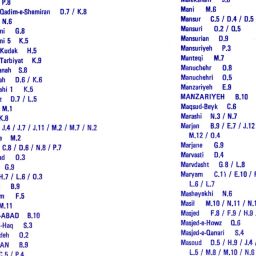 P.8
Qadim-e-Shemiran D.7 / K.8
N.6
G.8
5 K.5
Kudak H.5
Tarbiyat K.9
S.8
D.6 / K.6
1 K.5
D.7 / L.5
M.1
K.8
J.4 / J.7 / J.11 / M.2 / M.7 / N.2
M.2
C.8 / D.8 / N.8 / P.7
O.3
H.7 / L.6 / O.3
B.9
F.5
M.11
-ABAD B.10
-Haq S.3
O.2
B.9
C.5 / P.4
Mani M.6
Mansur C.5 / D.4 / D.5
Mansuri O.2 / Q.5
Mansurian D.9
Mansuriyeh P.3
Manteqi M.7
Manuchehr O.8
Manuchehri O.5
Manzariyeh E.9
MANZARIYEH B.10
Maqsud-Beyk C.6
Marashi N.3 / N.7
Marjan B.9 / E.7 / J.12
M.12 / O.4
Marjane G.9
Marvasti D.4
Marvdasht G.8 / L.8
Maryam C.11 / E.10 / F
L.6 / L.7
Mashayekhi N.6
Masil M.10 / N.11 / N.1
Masjed F.8 / F.9 / H.9
Masjed-e-Howz O.6
Masjed-e-Qanari S.4
Masoud D.5 / H.9 / J.4
L.5 / M.8 / M.10 / N.6